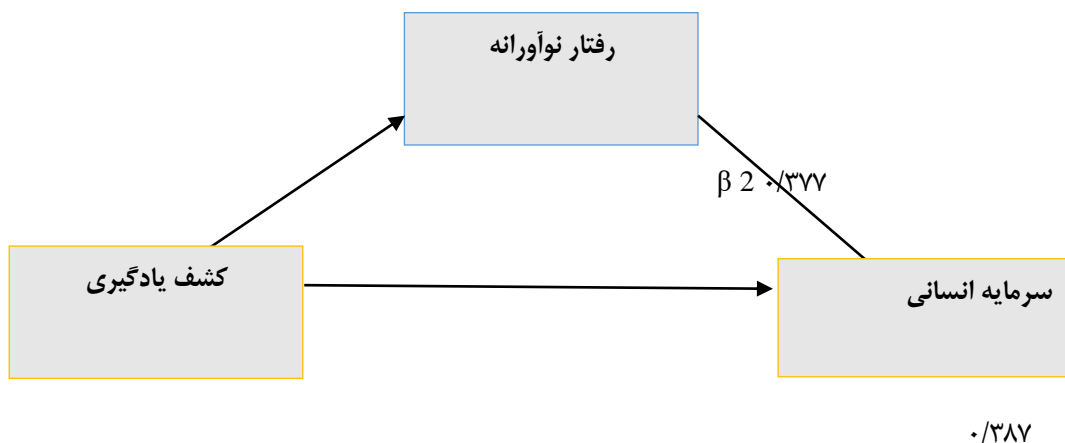 رفتار نوآورانه
β 2 ۰/۳۷۷
کشف یادگیری
سرمایه انسانی
۰/۳۸۷